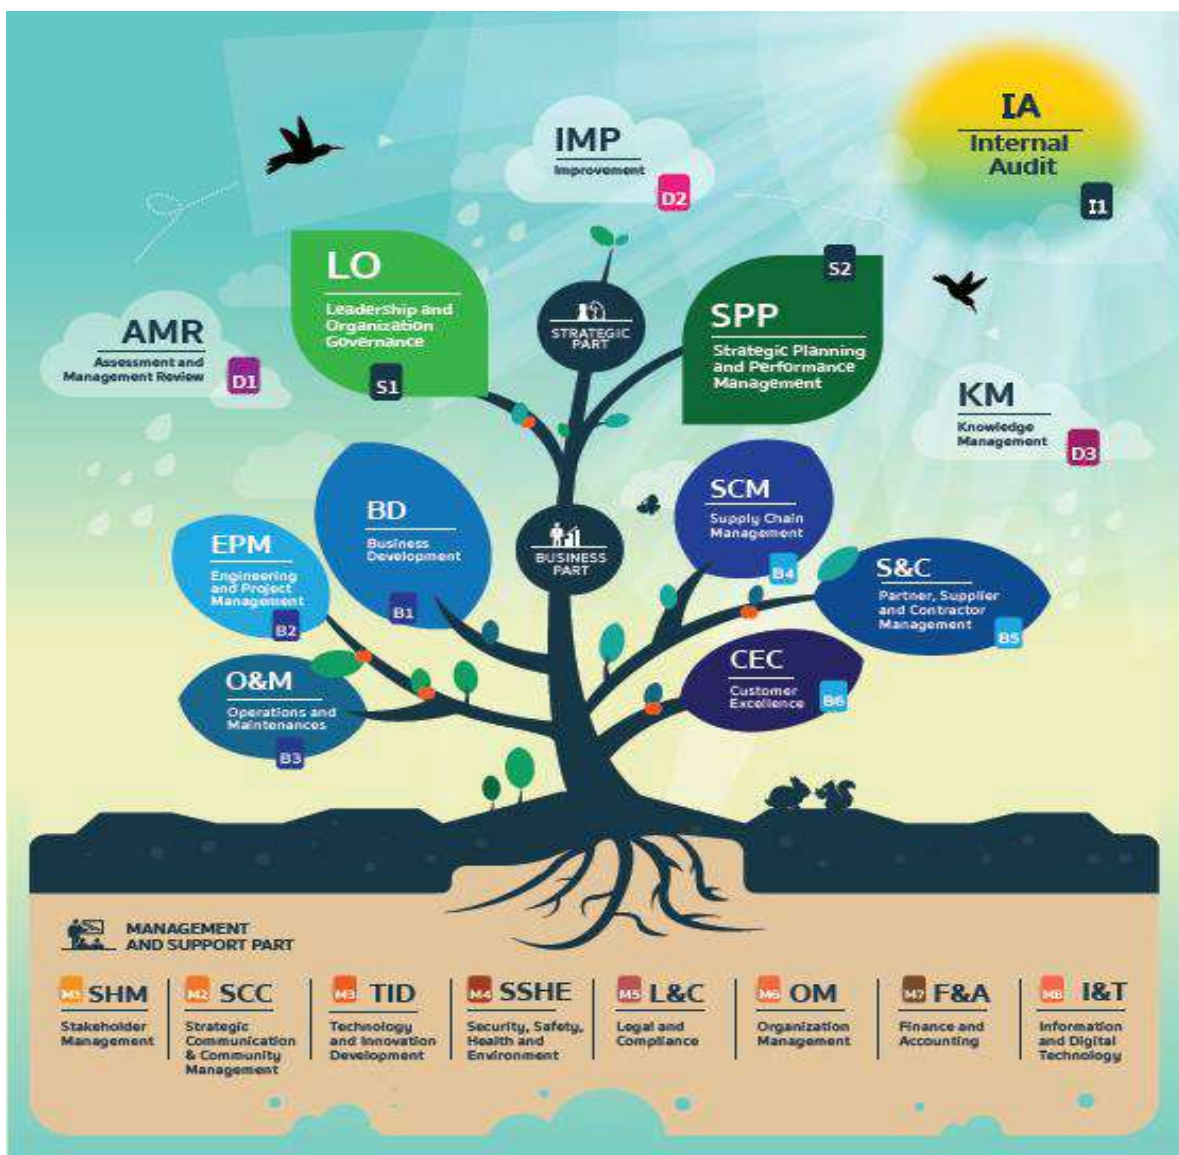 IMP
Improvement
D2
IA
Internal
Audit
I1
LO
Leadership and
Organization
Governance
S1
STRATEGIC
PART
S2
SPP
Strategic Planning
and Performance
Management
AMR
Assessment and
Management Review
D1
KM
Knowledge
Management
D3
BD
Business
Development
B1
BUSINESS
PART
SCM
Supply Chain
Management
B4
EPM
Engineering
and Project
Management
B2
S&C
Partner, Supplier
and Contractor
Management
B5
O&M
Operations and
Maintenances
B3
CEC
Customer
Excellence
B6
MANAGEMENT
AND SUPPORT PART
M1 SHM
Stakeholder
Management
M2 SCC
Strategic
Communication
& Community
Management
M3 TID
Technology
and Innovation
Development
M4 SSHE
Security, Safety,
Health and
Environment
M5 L&C
Legal and
Compliance
M6 OM
Organization
Management
M7 F&A
Finance and
Accounting
M8 I&T
Information
and Digital
Technology